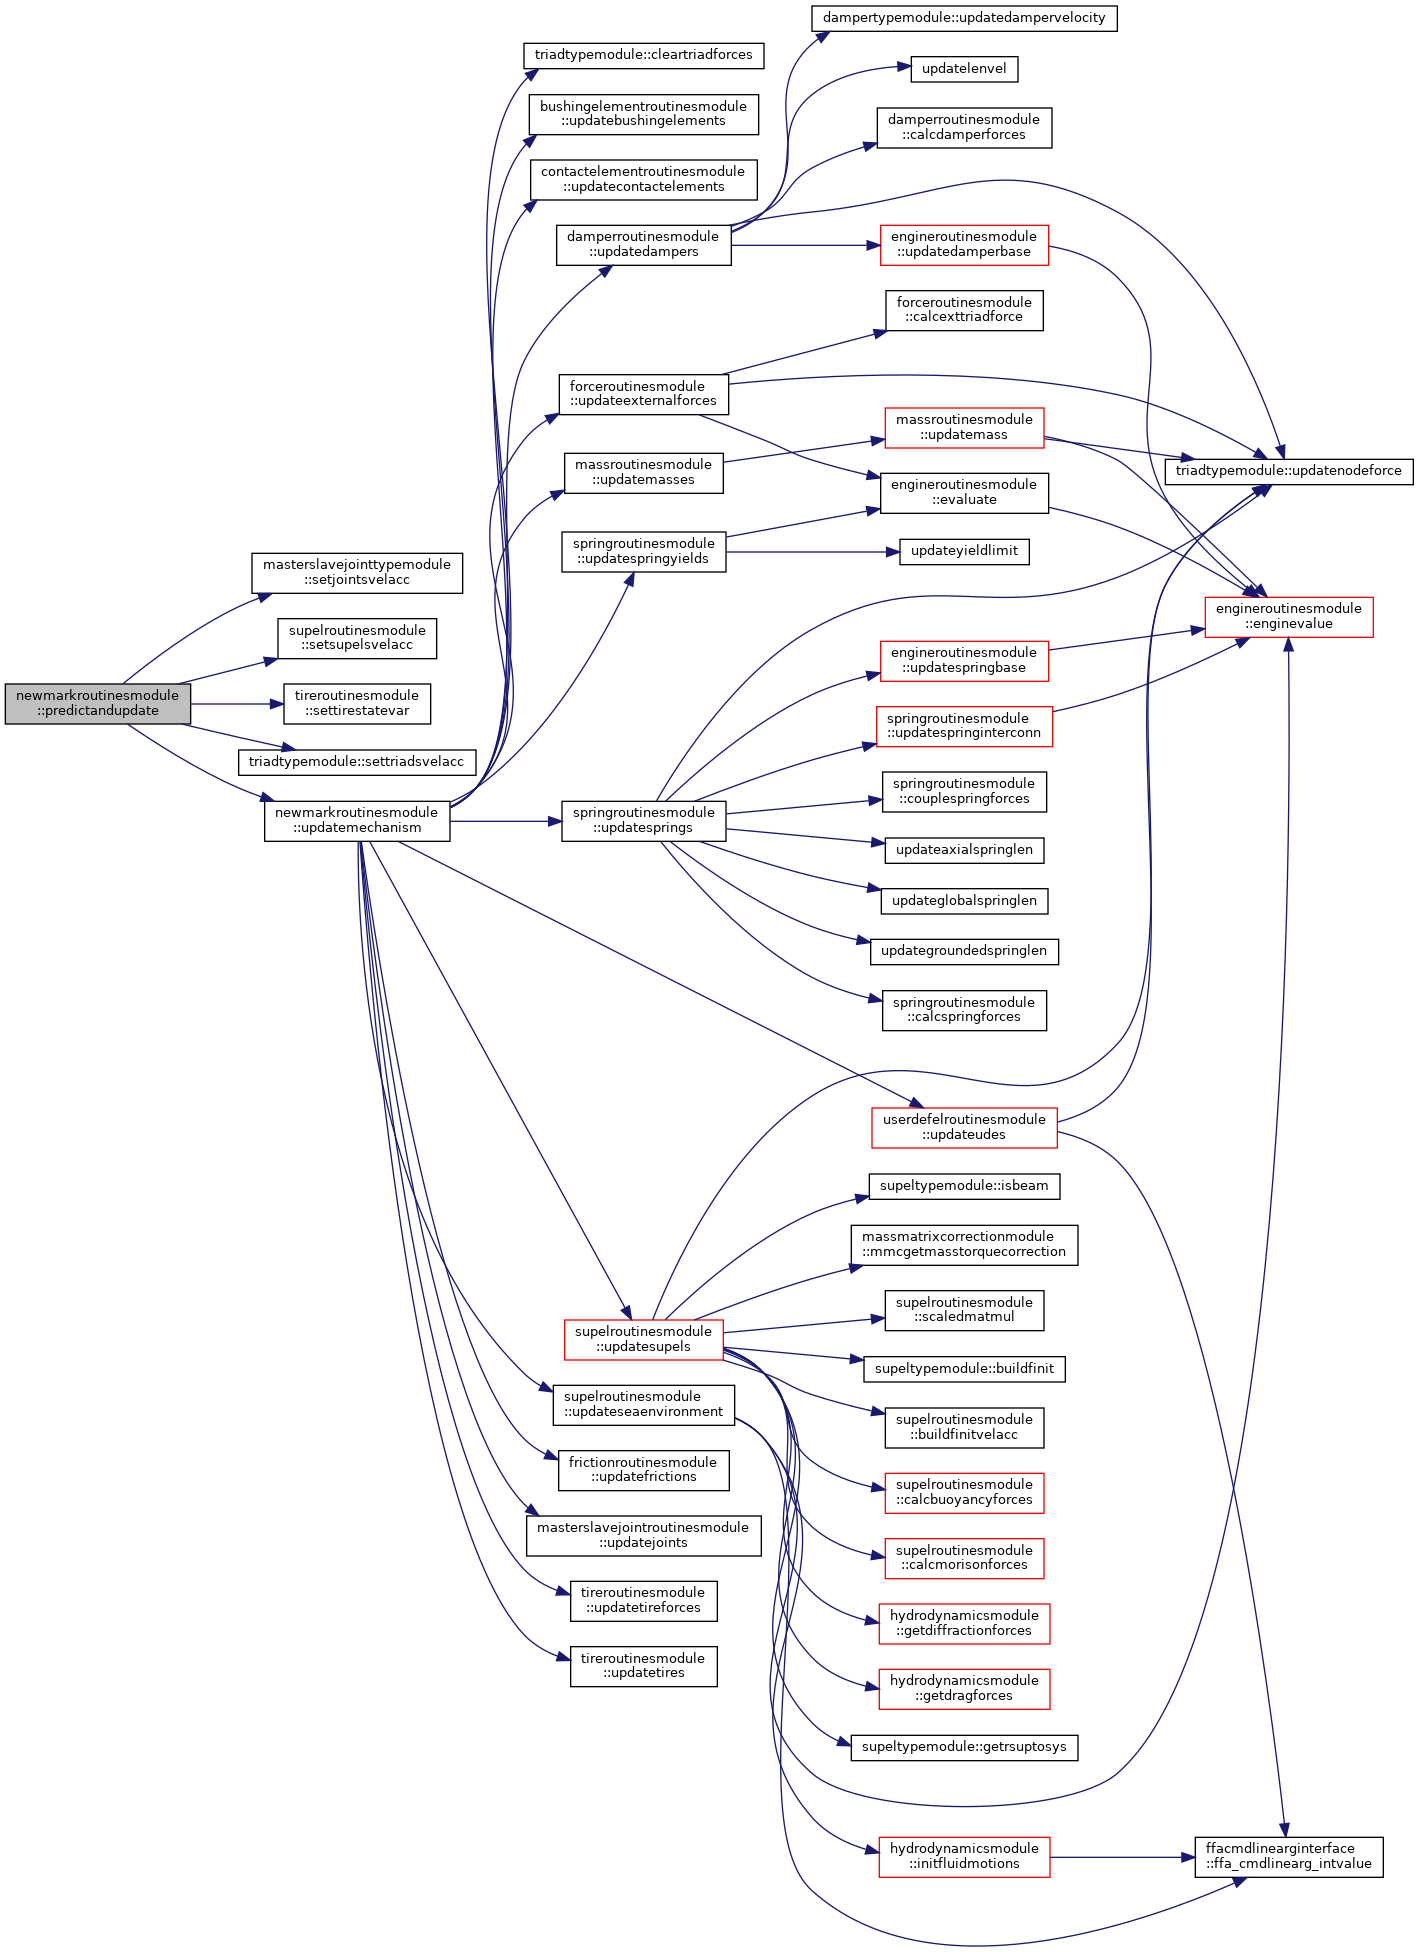 dampertypemodule::updatedampervelocity
triadtypemodule::cleartriadforces
updatelenvel
bushingelementroutinesmodule
::updatebushingelements
damperroutinesmodule
::calcdamperforces
contactelementroutinesmodule
::updatecontactelements
damperroutinesmodule
::updatedampers
engineroutinesmodule
::updatedamperbase
forceroutinesmodule
::calcexttriadforce
forceroutinesmodule
::updateexternalforces
massroutinesmodule
::updatemass
massroutinesmodule
::updatemasses
triadtypemodule::updatenodeforce
engineroutinesmodule
::evaluate
springroutinesmodule
::updatespringyields
updateyieldlimit
masterslavejointtypemodule
::setjointsvelacc
engineroutinesmodule
::enginevalue
supelroutinesmodule
::setsupelsvelacc
engineroutinesmodule
::updatespringbase
newmarkroutinesmodule
::predictandupdate
tireroutinesmodule
::settirestatevar
springroutinesmodule
::updatespringinterconn
triadtypemodule::settriadsvelacc
springroutinesmodule
::couplespringforces
newmarkroutinesmodule
::updatemechanism
springroutinesmodule
::updatesprings
updateaxialspringlen
updateglobalspringlen
updategroundedspringlen
springroutinesmodule
::calcspringforces
userdefelroutinesmodule
::updateudes
supeltypemodule::isbeam
massmatrixcorrectionmodule
::mmcgetmasstorquecorrection
supelroutinesmodule
::scaledmatmul
supelroutinesmodule
::updatesupels
supeltypemodule::buildfinit
supelroutinesmodule
::updateseaenvironment
supelroutinesmodule
::buildfinitvelacc
frictionroutinesmodule
::updatefrictions
supelroutinesmodule
::calcbuoyancyforces
masterslavejointroutinesmodule
::updatejoints
supelroutinesmodule
::calcmorisonforces
tireroutinesmodule
::updatetireforces
hydrodynamicsmodule
::getdiffractionforces
tireroutinesmodule
::updatetires
hydrodynamicsmodule
::getdragforces
supeltypemodule::getrsuptosys
hydrodynamicsmodule
::initfluidmotions
ffacmdlinearginterface
::ffa_cmdlinearg_intvalue